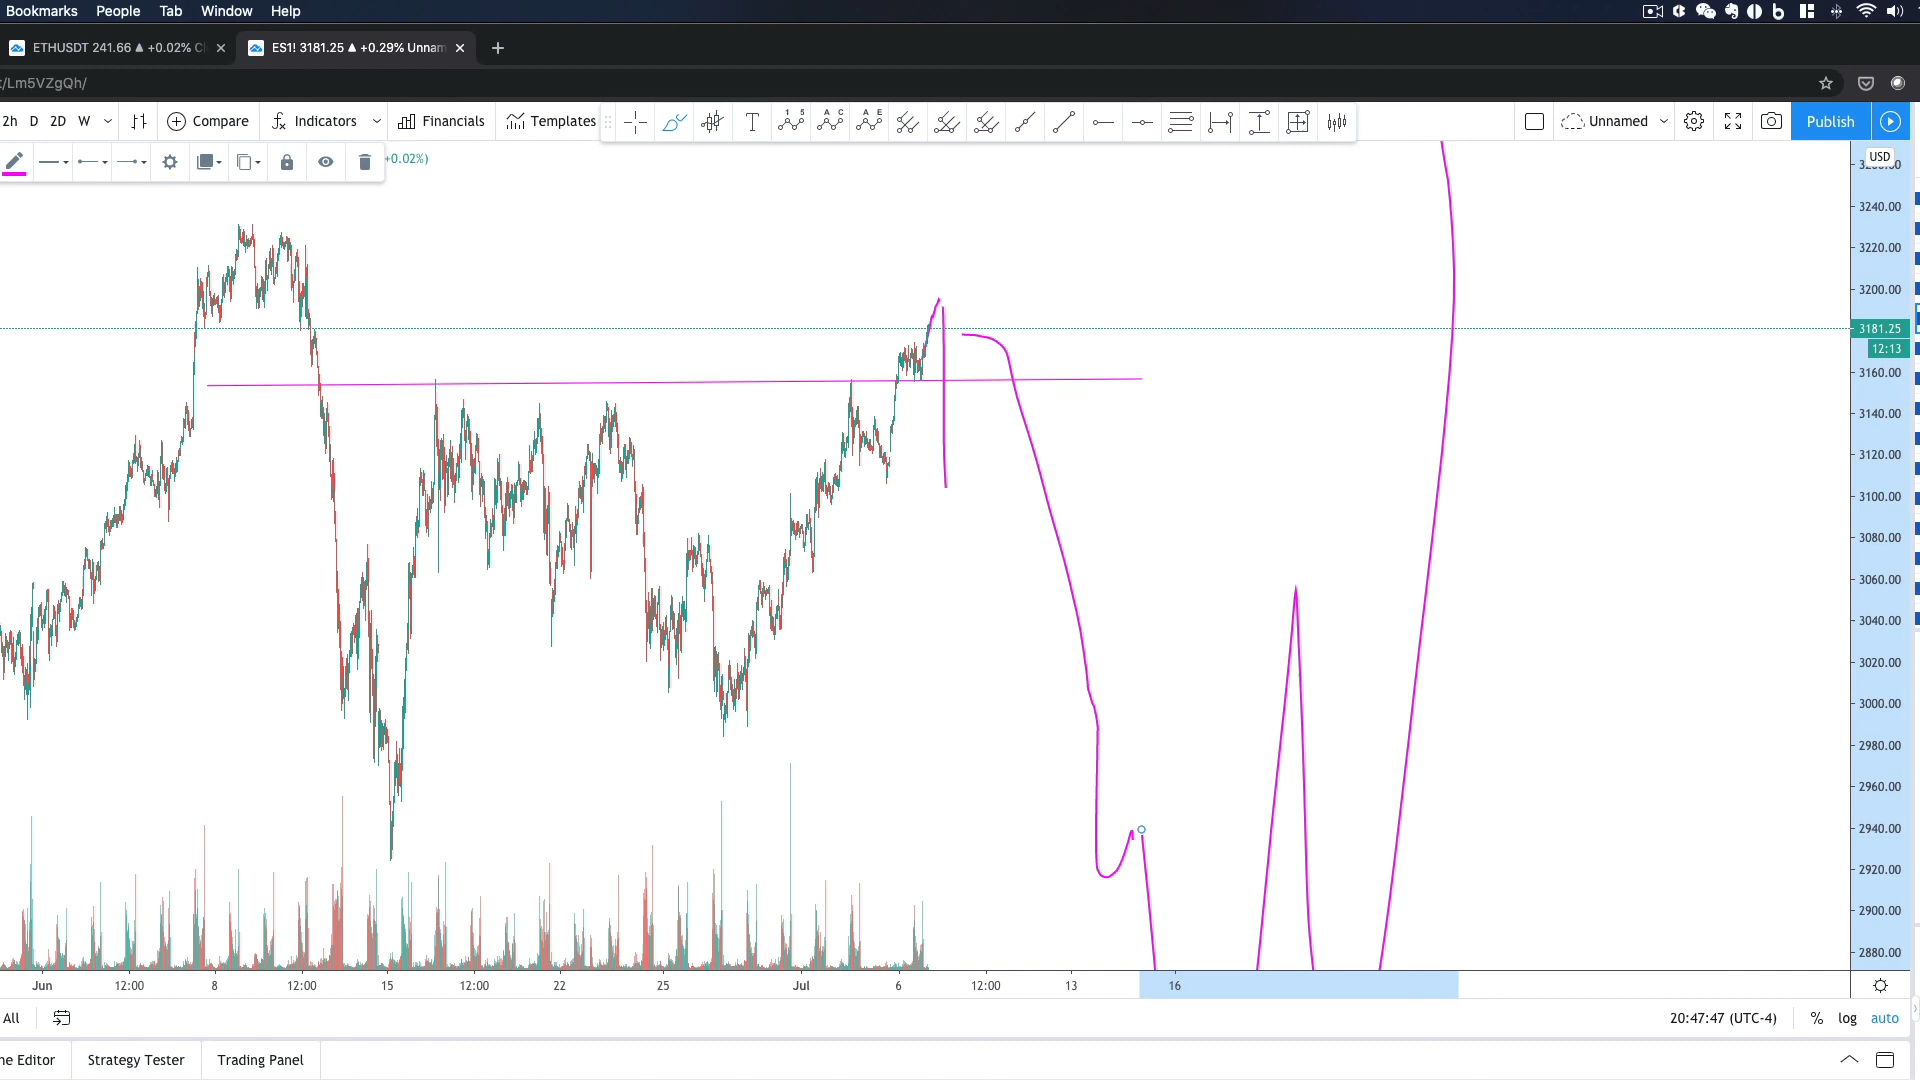 Bookmarks People Tab Window Help
ETHUSDT 241.66 ▲ +0.02% ES1! 3181.25 ▲ +0.29% Unnam
/Lm5VZgQh/
2h D 2D W Compare Indicators Financials Templates Unnamed Publish
+0.02%)
USD
3240.00
3220.00
3200.00
3181.25
12:13
3160.00
3140.00
3120.00
3100.00
3080.00
3060.00
3040.00
3020.00
3000.00
2980.00
2960.00
2940.00
2920.00
2900.00
2880.00
Jun 12:00 8 12:00 15 12:00 22 25 Jul 6 12:00 13 16
All 20:47:47 (UTC-4) % log auto
ne Editor Strategy Tester Trading Panel